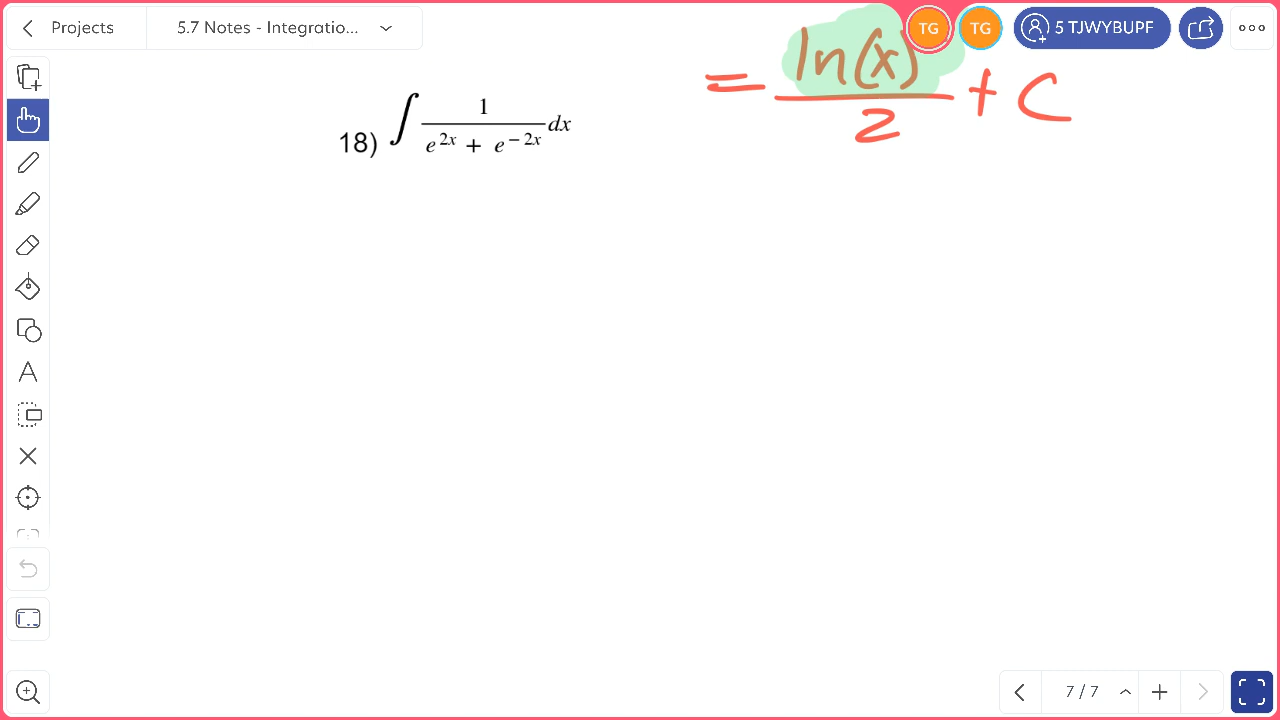 Projects
5.7 Notes - Integratio...
TG
TG
5 TJWYBUPF
= ln(x) / 2 + C
18) ∫ 1 / (e^{2x} + e^{-2x}) dx
A
7 / 7